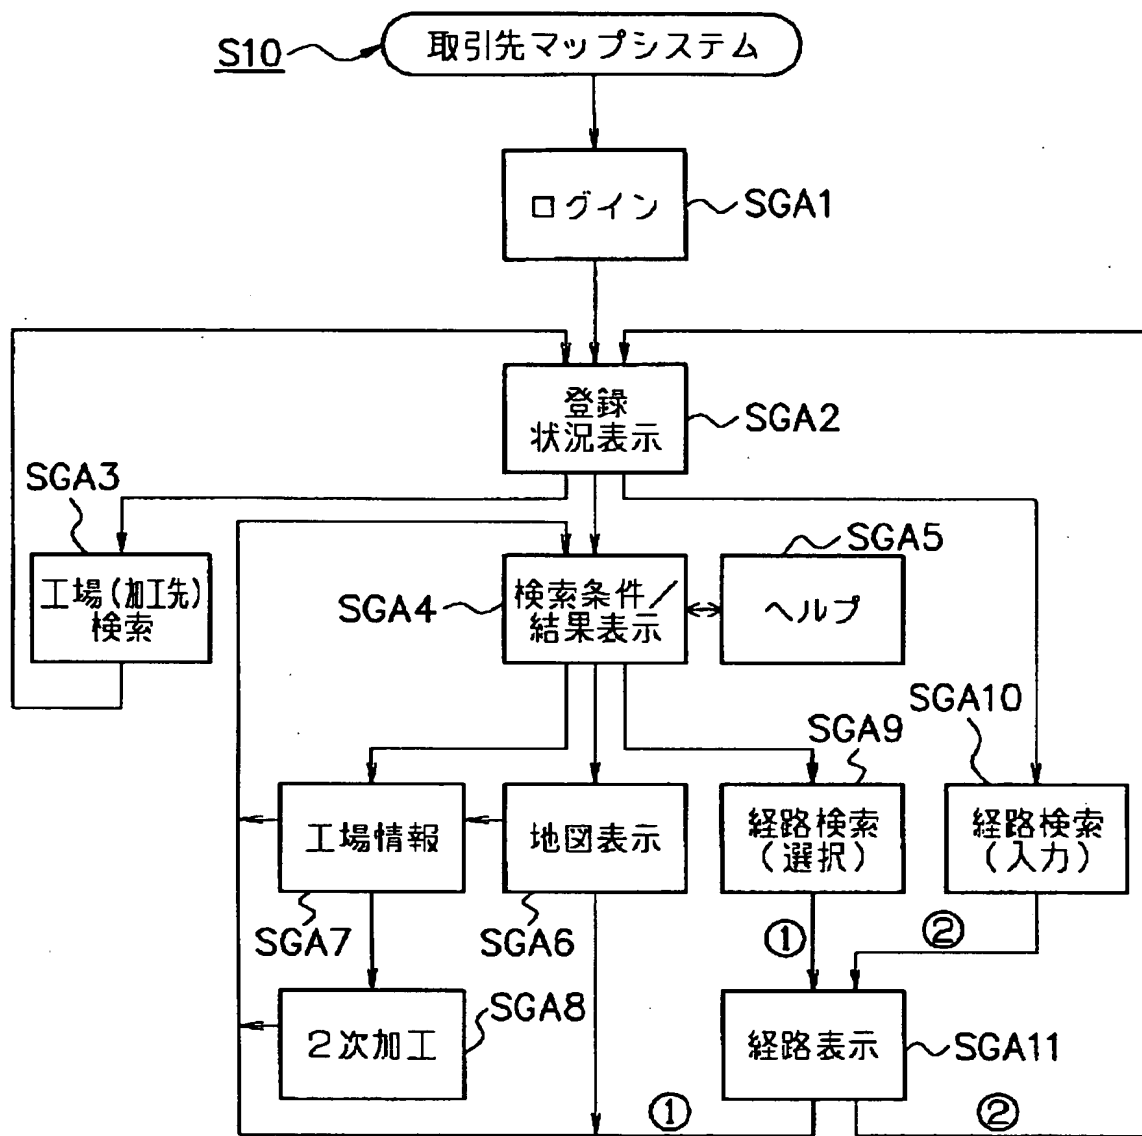 S10
取引先マップシステム
ログイン
SGA1
登録
状況表示
SGA2
SGA3
工場(加工先)
検索
SGA4
検索条件/
結果表示
SGA5
ヘルプ
SGA10
SGA9
工場情報
地図表示
経路検索
(選択)
経路検索
(入力)
SGA7
SGA6
①
②
2次加工
SGA8
経路表示
SGA11
①
②